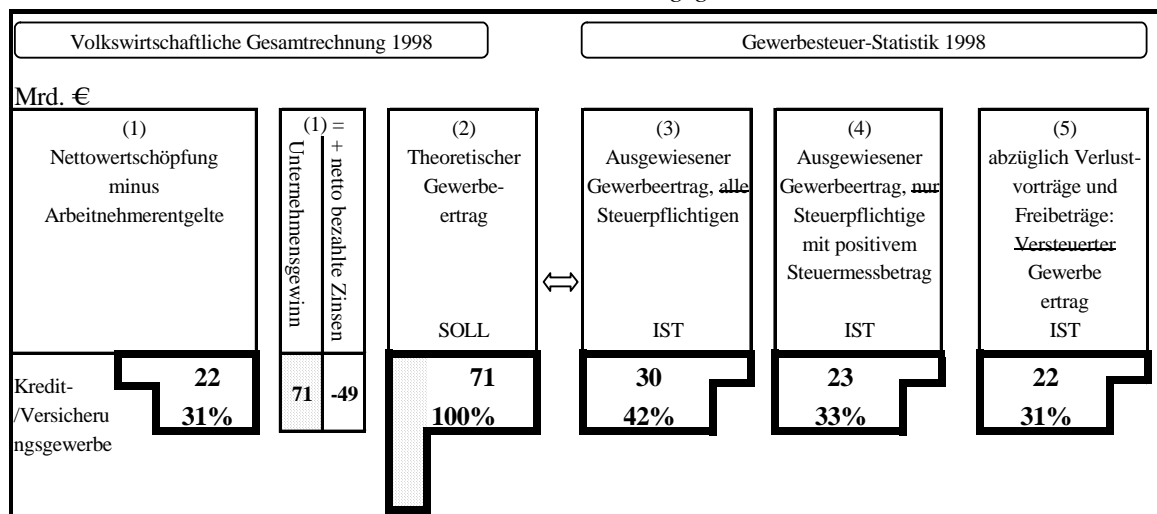 Volkswirtschaftliche Gesamtrechnung 1998
Gewerbesteuer-Statistik 1998
Mrd. €
(1)
Nettowertschöpfung
minus
Arbeitnehmerentgelte
(1) =
Unternehmensgewinn
+ netto bezahlte Zinsen
(2)
Theoretischer
Gewerbe-
ertrag
SOLL
⇔
(3)
Ausgewiesener
Gewerbeertrag, alle
Steuerpflichtigen
IST
(4)
Ausgewiesener
Gewerbeertrag, nur
Steuerpflichtige
mit positivem
Steuermessbetrag
IST
(5)
abzüglich Verlust-
vorträge und
Freibeträge:
Versteuerter
Gewerbe
ertrag
IST
Kredit-
/Versicheru
ngsgewerbe
22
31%
71
-49
71
100%
30
42%
23
33%
22
31%